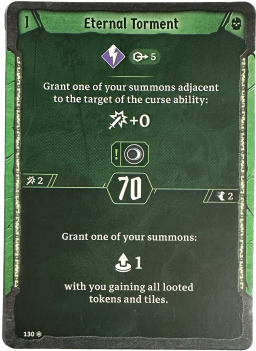 1 Eternal Torment
5
Grant one of your summons adjacent
to the target of the curse ability:
+0
!
70
2
2
Grant one of your summons:
1
with you gaining all looted
tokens and tiles.
130